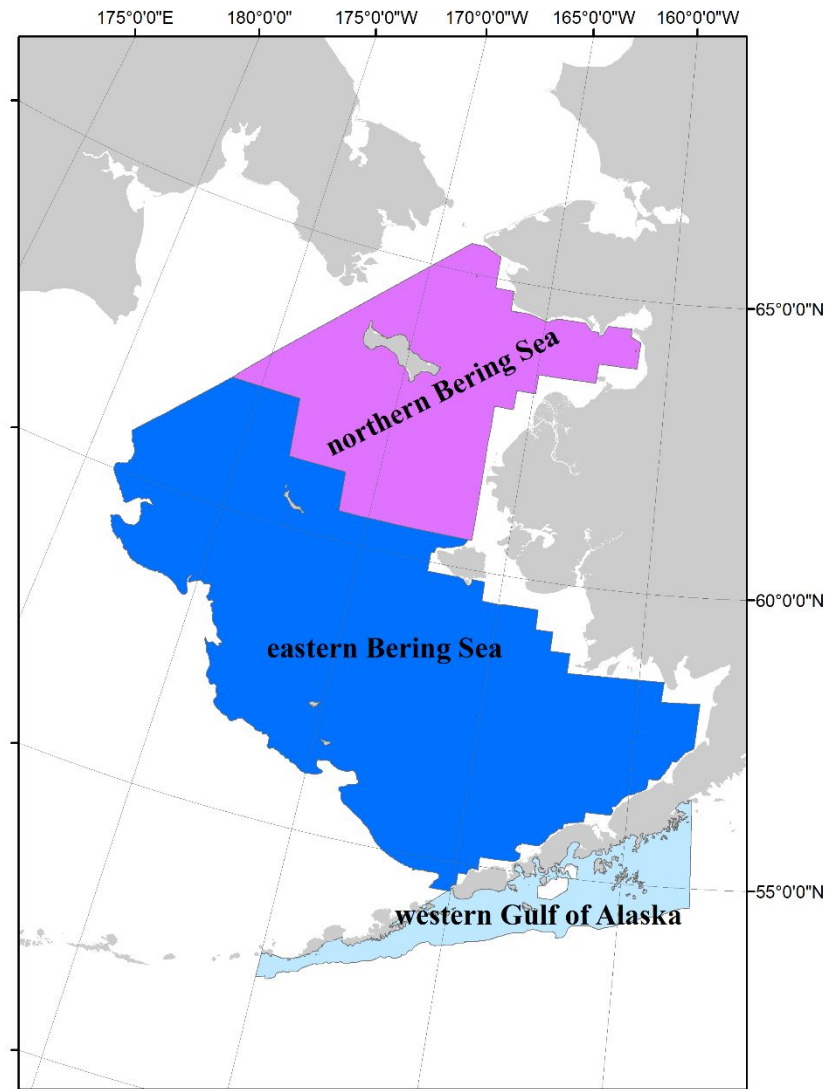 175°0'0"E 180°0'0" 175°0'0"W 170°0'0"W 165°0'0"W 160°0'0"W
65°0'0"N
northern Bering Sea
60°0'0"N
eastern Bering Sea
55°0'0"N
western Gulf of Alaska